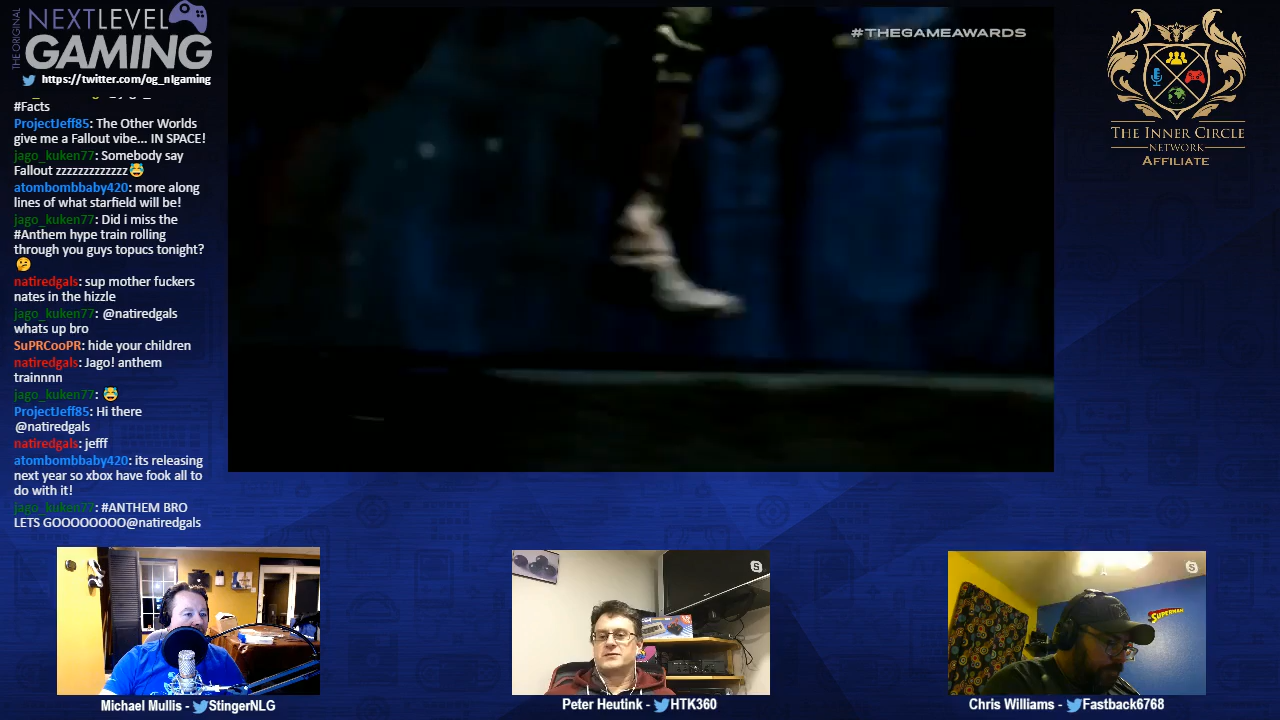 THE ORIGINAL
NEXTLEVEL
GAMING
https://twitter.com/og_nlgaming
#Facts
ProjectJeff85: The Other Worlds
give me a Fallout vibe... IN SPACE!
jago_kuken77: Somebody say
Fallout zzzzzzzzzzzzz😅
atombombbaby420: more along
lines of what starfield will be!
jago_kuken77: Did i miss the
#Anthem hype train rolling
through you guys topucs tonight?
🤔
natiredgals: sup mother fuckers
nates in the hizzle
jago_kuken77: @natiredgals
whats up bro
SuPRCooPR: hide your children
natiredgals: Jago! anthem
trainnnn
jago_kuken77: 😅
ProjectJeff85: Hi there
@natiredgals
natiredgals: jefff
atombombbaby420: its releasing
next year so xbox have fook all to
do with it!
jago_kuken77: #ANTHEM BRO
LETS GOOOOOOOO@natiredgals
#THEGAMEAWARDS
THE INNER CIRCLE
NETWORK
AFFILIATE
SUPERMAN
Michael Mullis - StingerNLG
Peter Heutink - HTK360
Chris Williams - Fastback6768